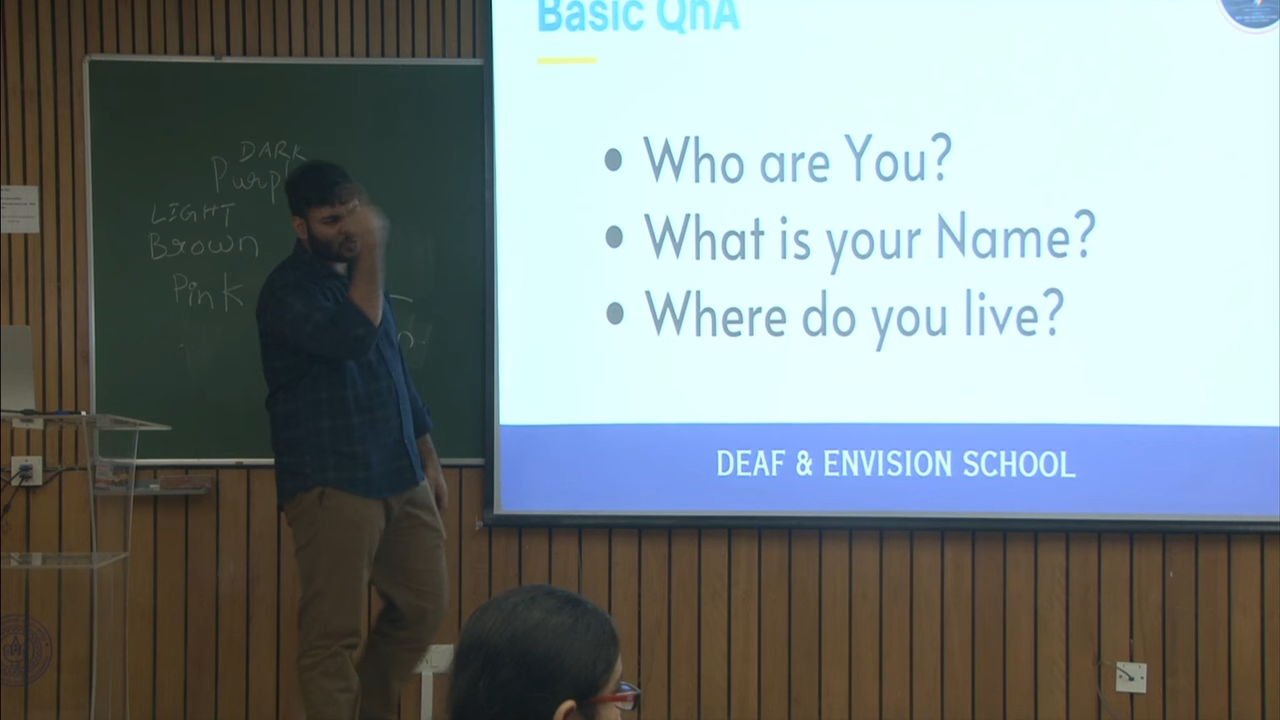 DARK
Purpl
LIGHT
Brown
Pink
Basic QnA
• Who are You?
• What is your Name?
• Where do you live?
DEAF & ENVISION SCHOOL